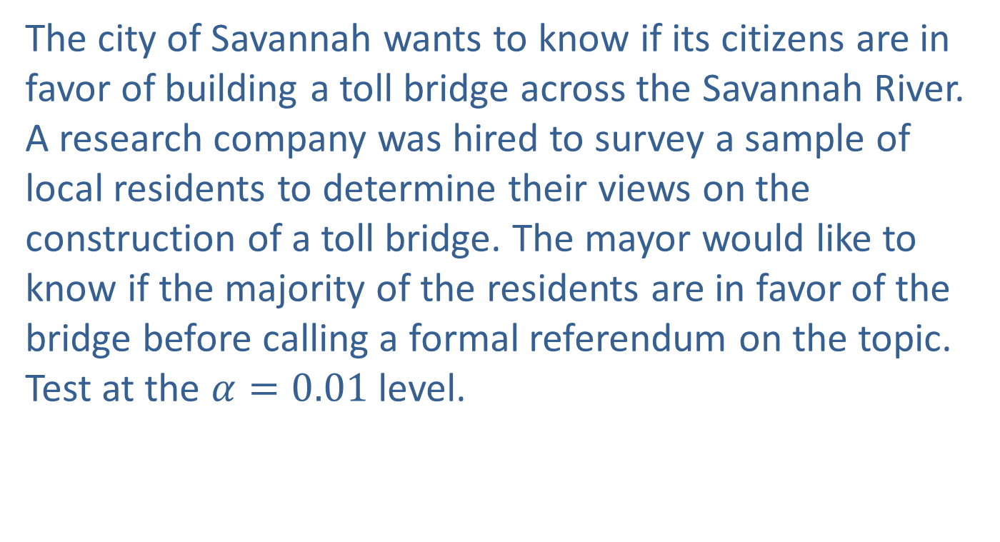 The city of Savannah wants to know if its citizens are in
favor of building a toll bridge across the Savannah River.
A research company was hired to survey a sample of
local residents to determine their views on the
construction of a toll bridge. The mayor would like to
know if the majority of the residents are in favor of the
bridge before calling a formal referendum on the topic.
Test at the α = 0.01 level.